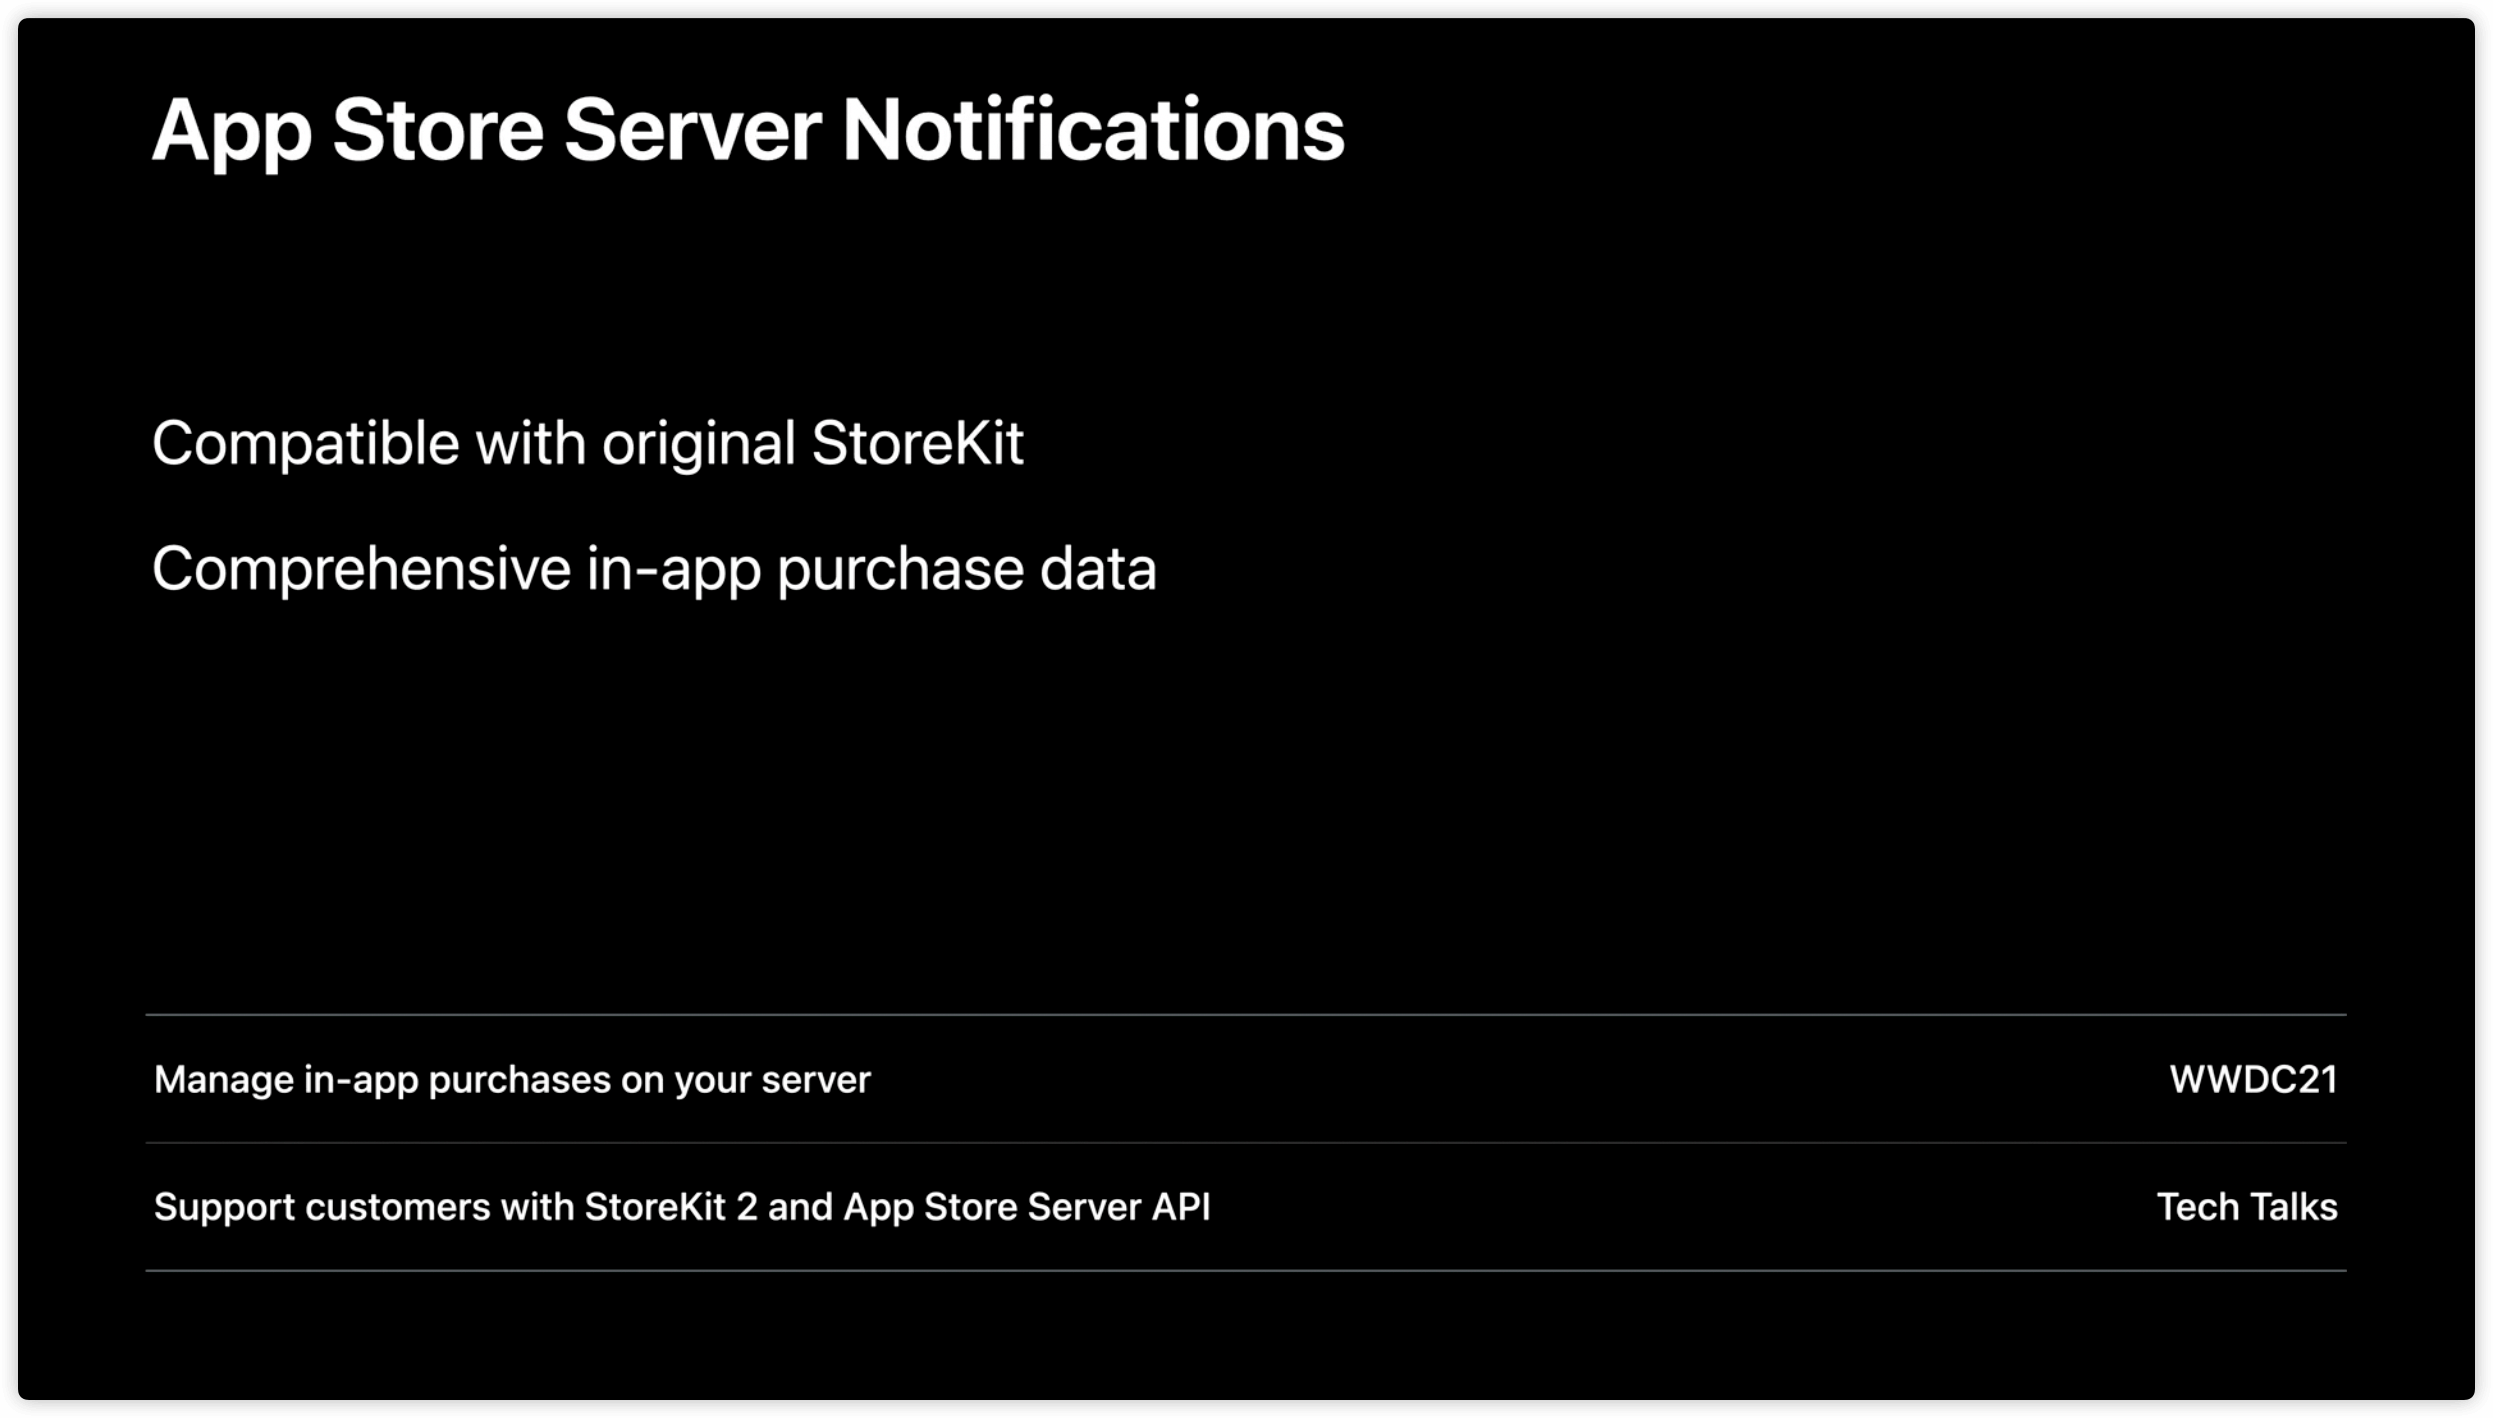 App Store Server Notifications
Compatible with original StoreKit
Comprehensive in-app purchase data
Manage in-app purchases on your server WWDC21
Support customers with StoreKit 2 and App Store Server API Tech Talks